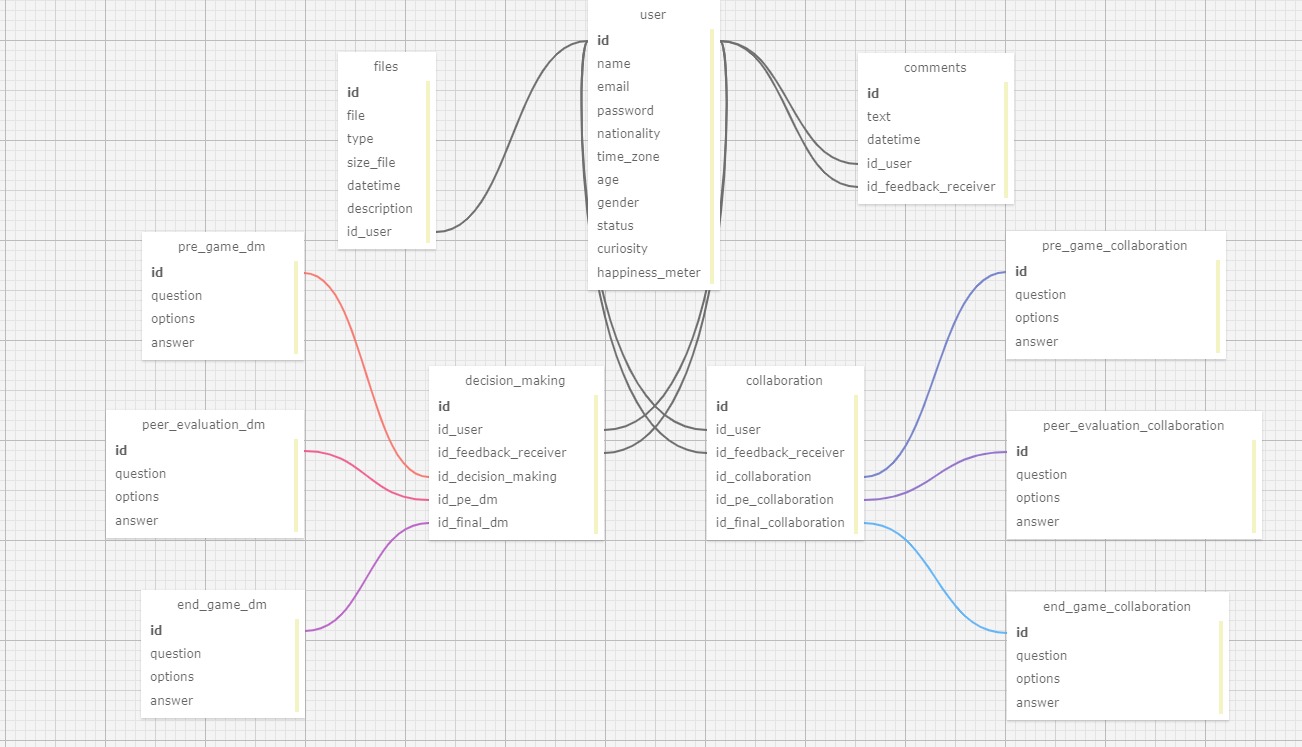 user
id
name
email
password
nationality
time_zone
age
gender
status
curiosity
happiness_meter
files
id
file
type
size_file
datetime
description
id_user
comments
id
text
datetime
id_user
id_feedback_receiver
pre_game_dm
id
question
options
answer
pre_game_collaboration
id
question
options
answer
decision_making
id
id_user
id_feedback_receiver
id_decision_making
id_pe_dm
id_final_dm
collaboration
id
id_user
id_feedback_receiver
id_collaboration
id_pe_collaboration
id_final_collaboration
peer_evaluation_dm
id
question
options
answer
peer_evaluation_collaboration
id
question
options
answer
end_game_dm
id
question
options
answer
end_game_collaboration
id
question
options
answer